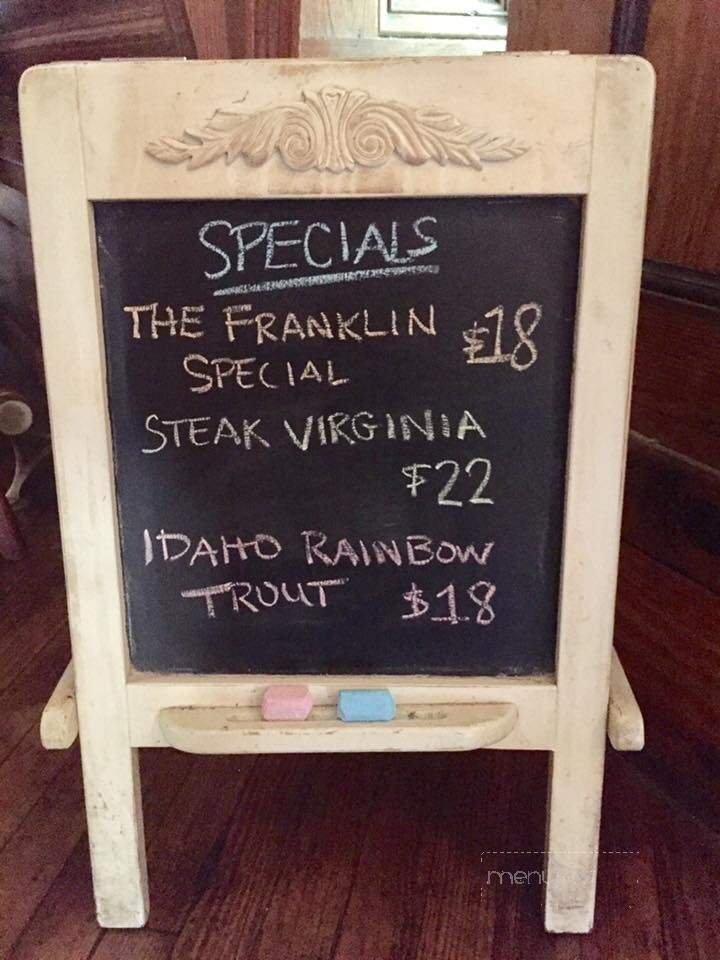 SPECIALS
THE FRANKLIN $18
SPECIAL
STEAK VIRGINIA
$22
IDAHO RAINBOW
TROUT $18